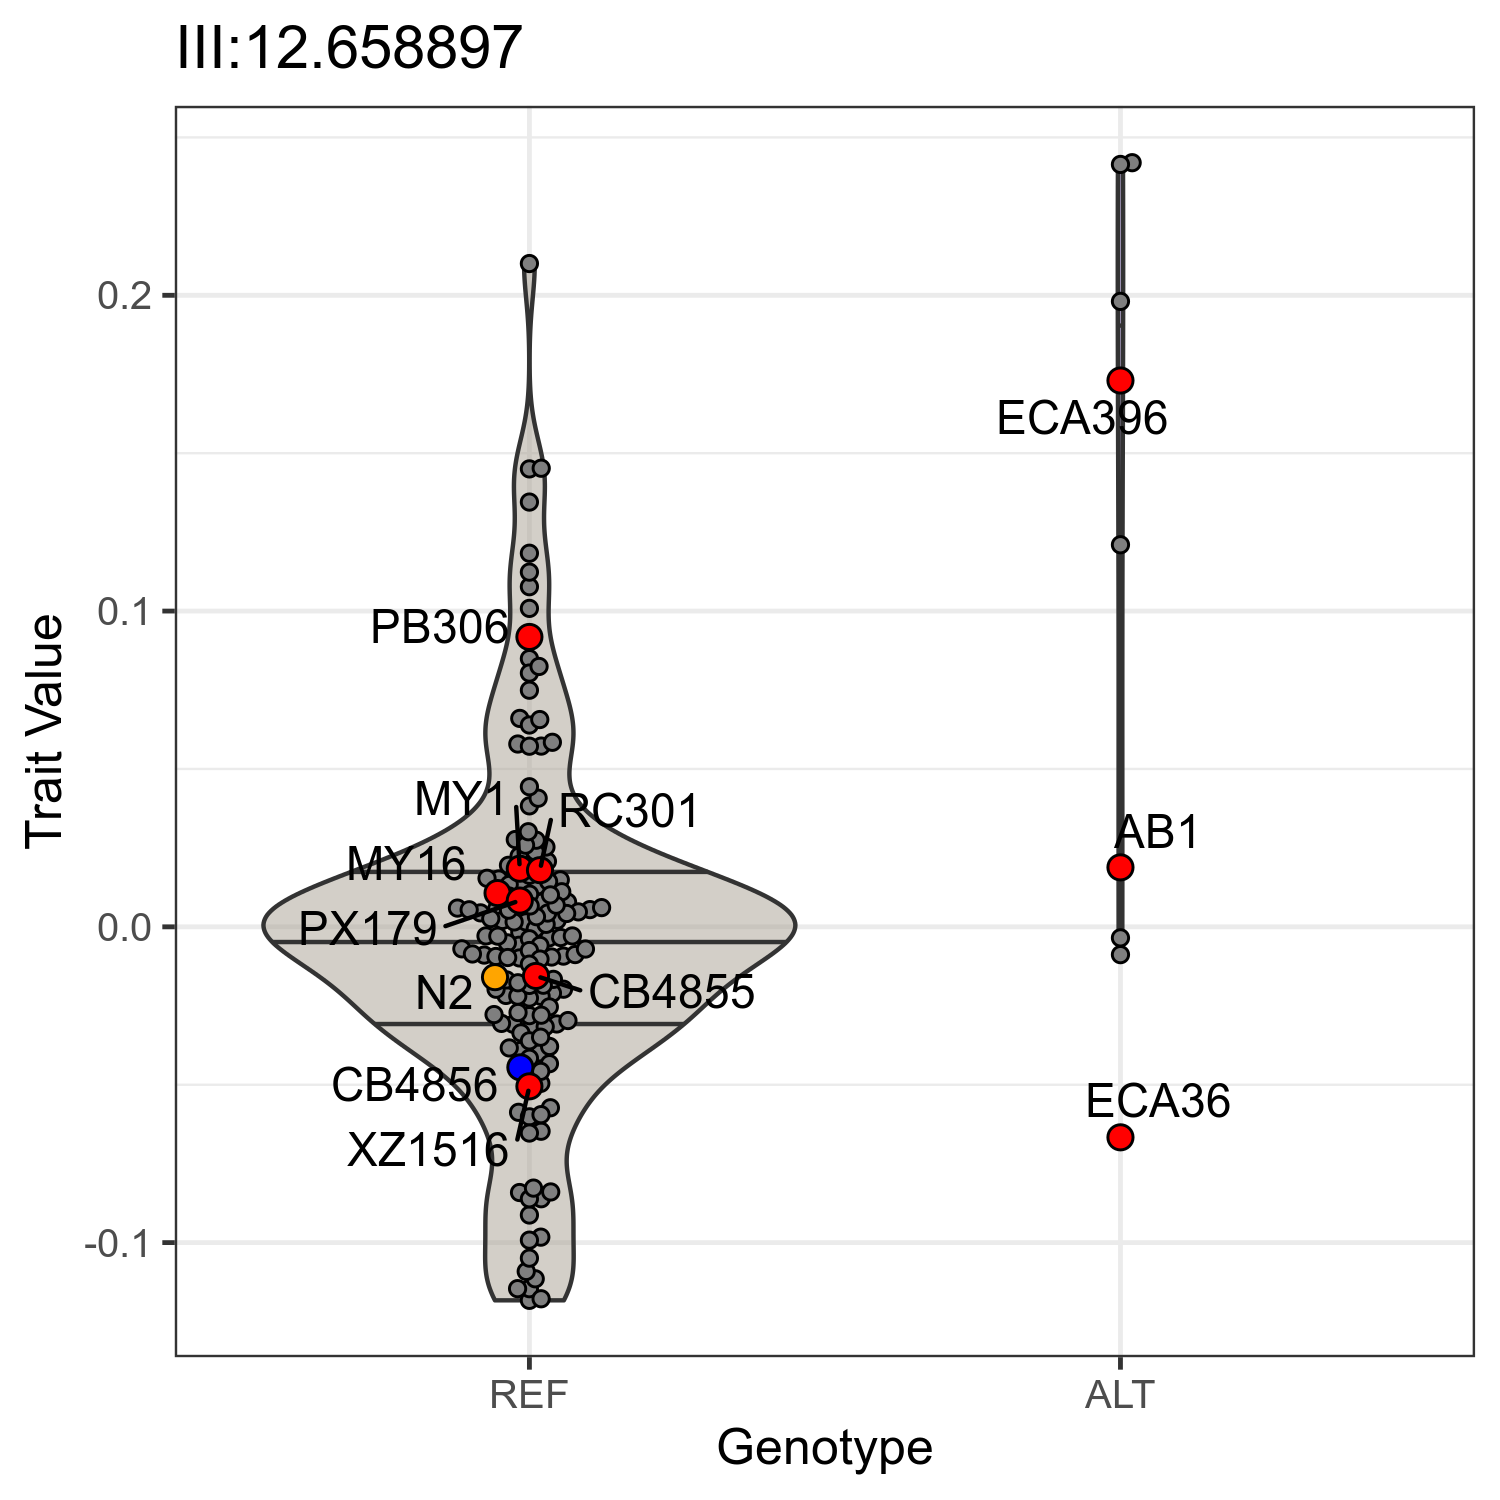 III:12.658897
0.2
ECA396
0.1
PB306
MY1
RC301
AB1
MY16
0.0
PX179
N2
CB4855
CB4856
ECA36
XZ1516
-0.1
Trait Value
REF
ALT
Genotype